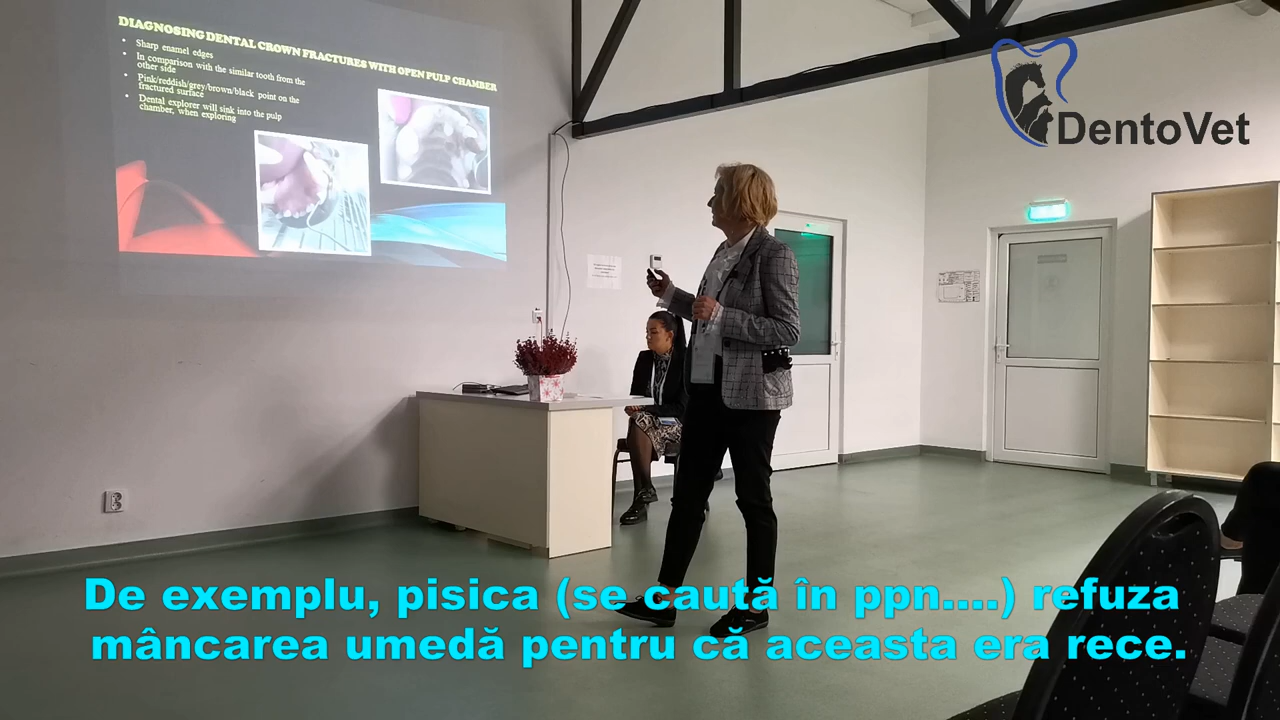 DIAGNOSING DENTAL CROWN FRACTURES WITH OPEN PULP CHAMBER
• Sharp enamel edges
• In comparison with the similar tooth from the
other side
• Pink/reddish/grey/brown/black point on the
fractured surface
• Dental explorer will sink into the pulp
chamber, when exploring
DentoVet
De exemplu, pisica (se caută în ppn....) refuza
mâncarea umedă pentru că aceasta era rece.